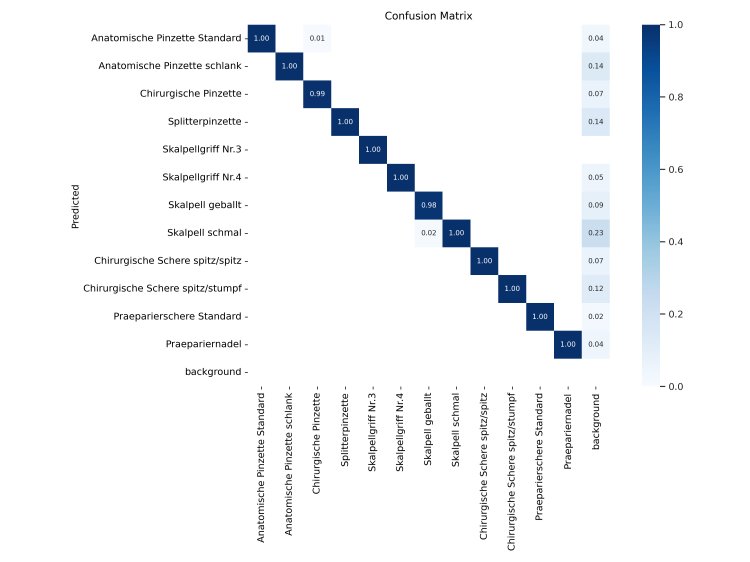 Confusion Matrix
Anatomische Pinzette Standard
1.00 0.01 0.04
Anatomische Pinzette schlank
1.00 0.14
Chirurgische Pinzette
0.99 0.07
Splitterpinzette
1.00 0.14
Skalpellgriff Nr.3
1.00
Skalpellgriff Nr.4
1.00 0.05
Skalpell geballt
0.98 0.09
Skalpell schmal
0.02 1.00 0.23
Chirurgische Schere spitz/spitz
1.00 0.07
Chirurgische Schere spitz/stumpf
1.00 0.12
Praeparierschere Standard
1.00 0.02
Praepariernadel
1.00 0.04
background
Predicted
Anatomische Pinzette Standard
Anatomische Pinzette schlank
Chirurgische Pinzette
Splitterpinzette
Skalpellgriff Nr.3
Skalpellgriff Nr.4
Skalpell geballt
Skalpell schmal
Chirurgische Schere spitz/spitz
Chirurgische Schere spitz/stumpf
Praeparierschere Standard
Praepariernadel
background
1.0
0.8
0.6
0.4
0.2
0.0